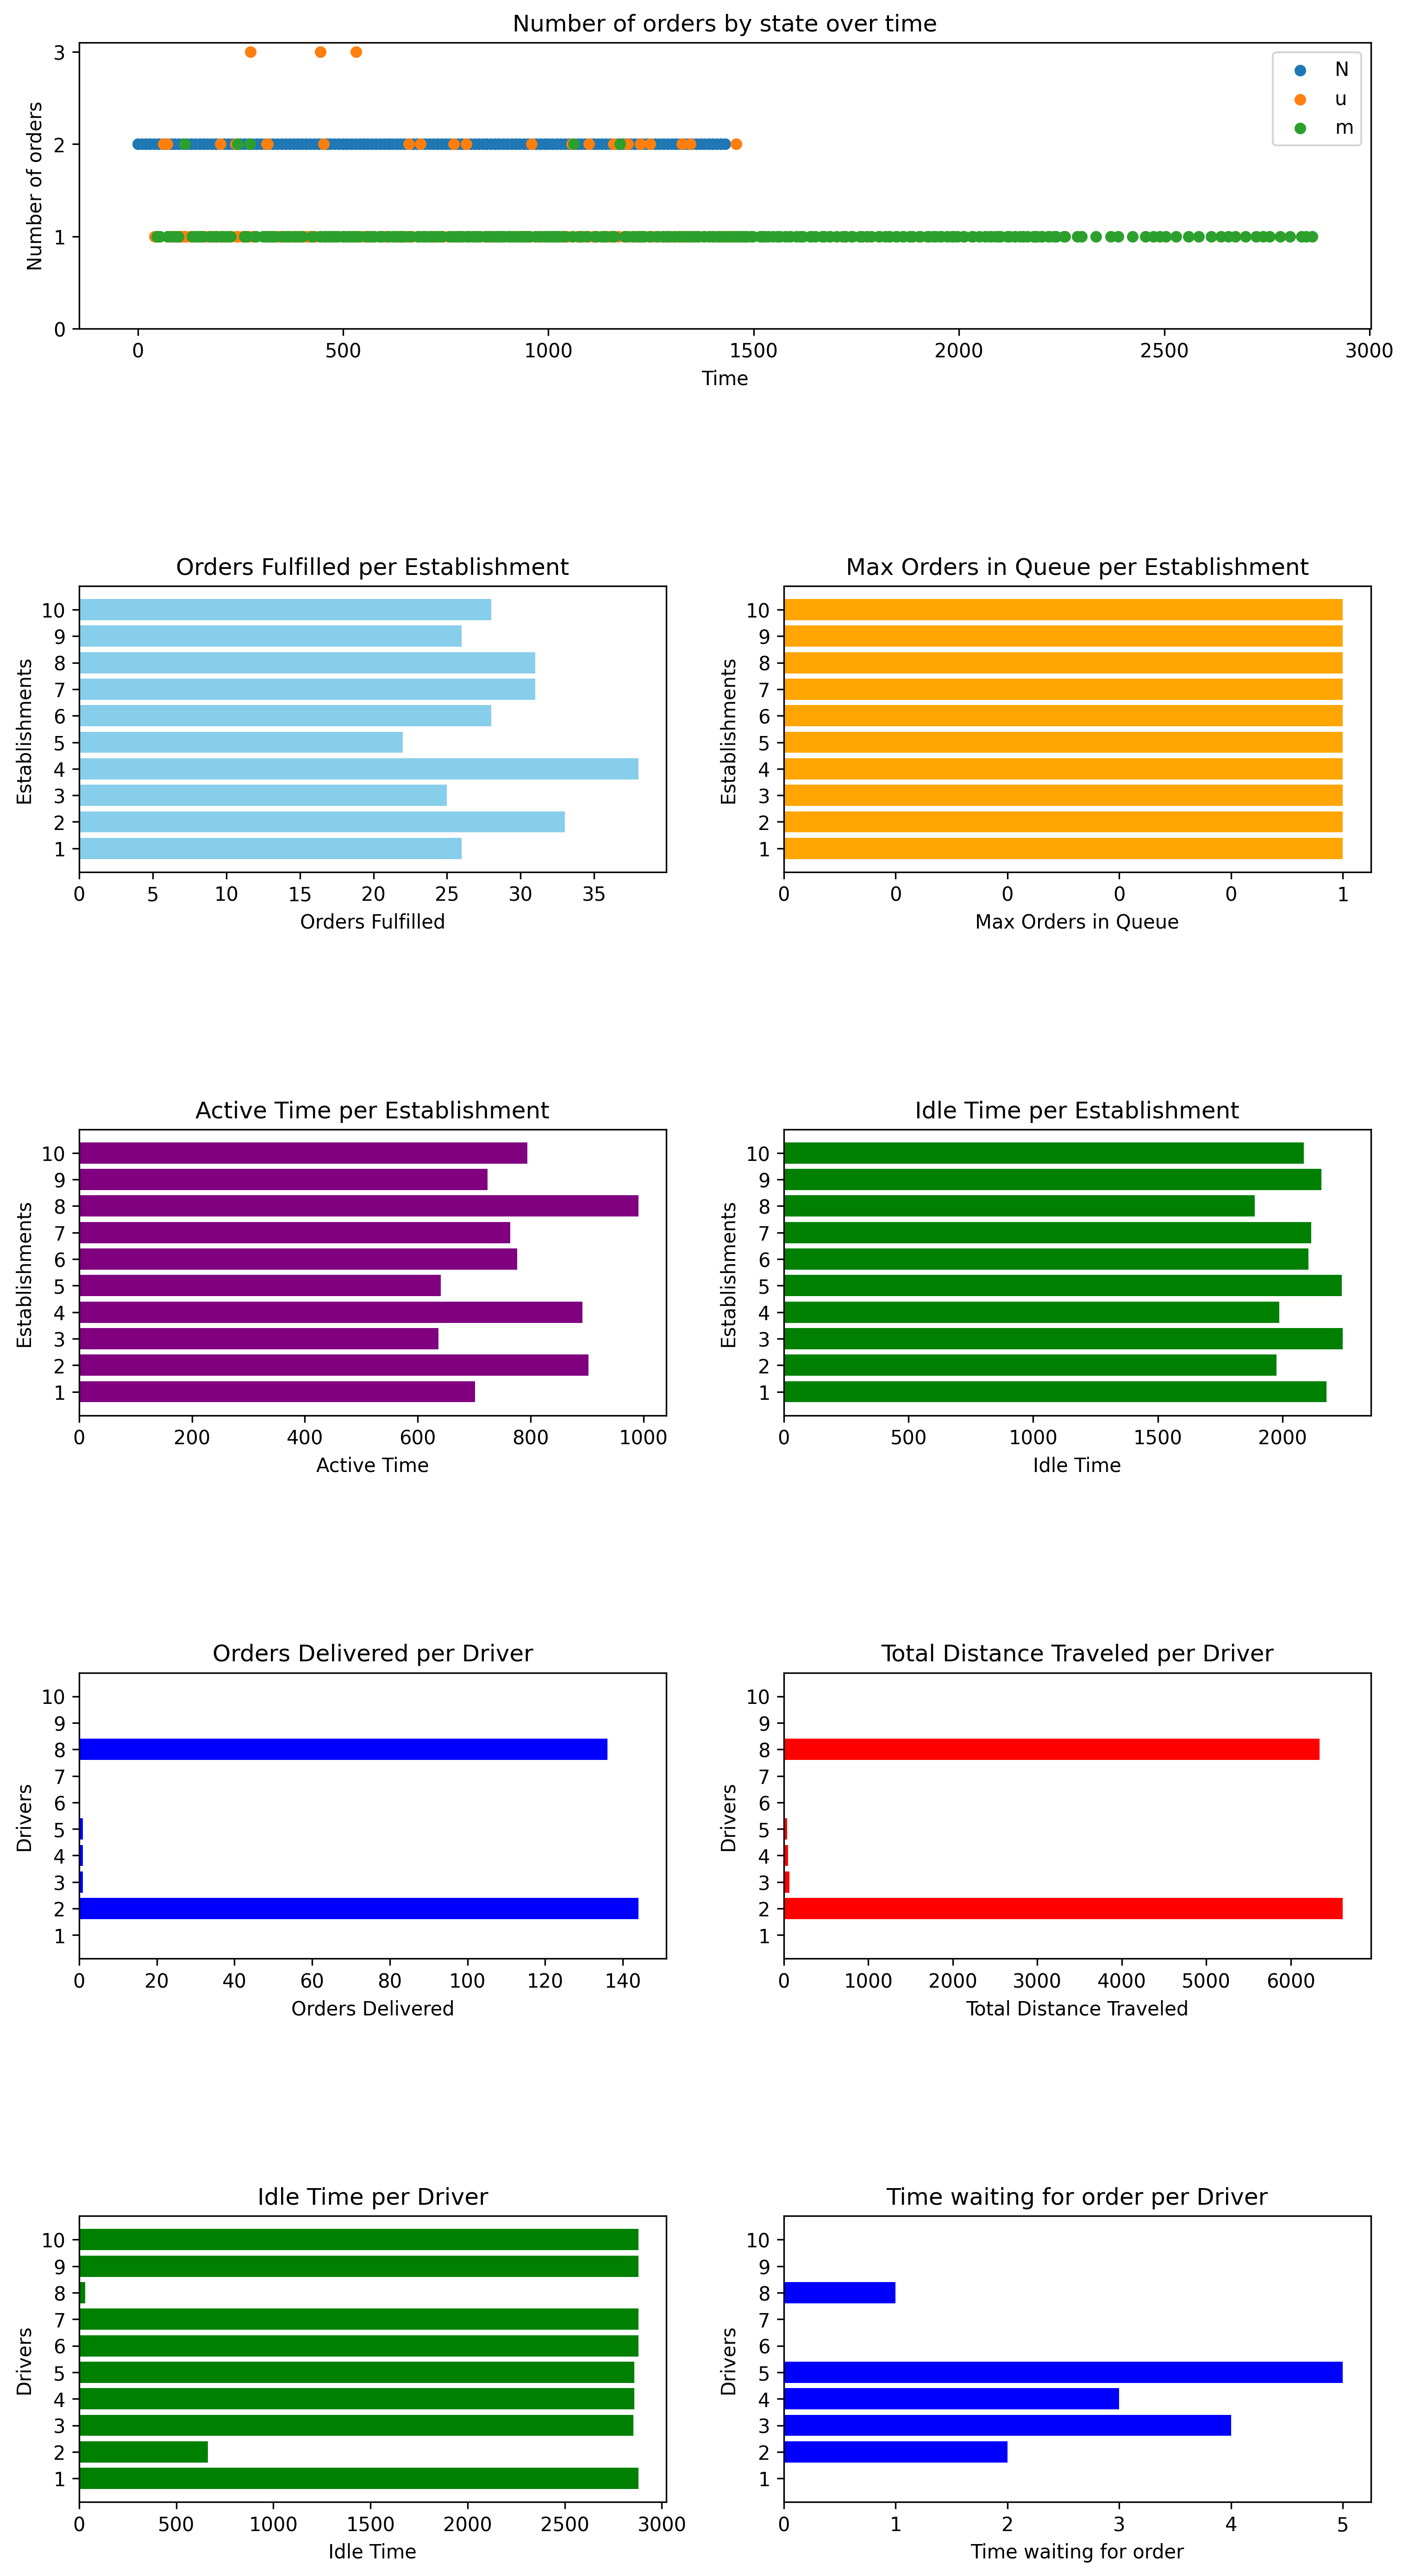 Number of orders by state over time
Number of orders
3
2
1
0
N
u
m
0 500 1000 1500 2000 2500 3000
Time
Orders Fulfilled per Establishment
Establishments
10
9
8
7
6
5
4
3
2
1
0 5 10 15 20 25 30 35
Orders Fulfilled
Max Orders in Queue per Establishment
Establishments
10
9
8
7
6
5
4
3
2
1
0 0 0 0 0 1
Max Orders in Queue
Active Time per Establishment
Establishments
10
9
8
7
6
5
4
3
2
1
0 200 400 600 800 1000
Active Time
Idle Time per Establishment
Establishments
10
9
8
7
6
5
4
3
2
1
0 500 1000 1500 2000
Idle Time
Orders Delivered per Driver
Drivers
10
9
8
7
6
5
4
3
2
1
0 20 40 60 80 100 120 140
Orders Delivered
Total Distance Traveled per Driver
Drivers
10
9
8
7
6
5
4
3
2
1
0 1000 2000 3000 4000 5000 6000
Total Distance Traveled
Idle Time per Driver
Drivers
10
9
8
7
6
5
4
3
2
1
0 500 1000 1500 2000 2500 3000
Idle Time
Time waiting for order per Driver
Drivers
10
9
8
7
6
5
4
3
2
1
0 1 2 3 4 5
Time waiting for order